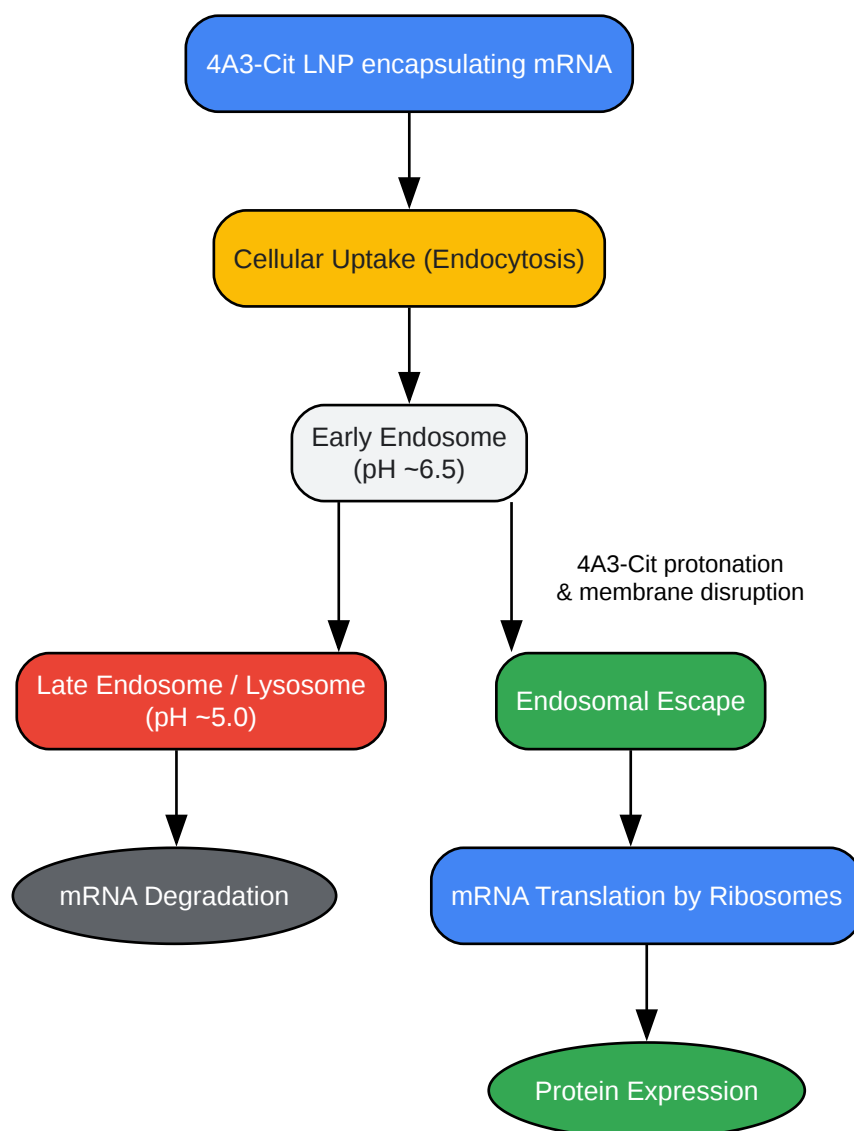 4A3-Cit LNP encapsulating mRNA
Cellular Uptake (Endocytosis)
Early Endosome
(pH ~6.5)
4A3-Cit protonation
& membrane disruption
Late Endosome / Lysosome
(pH ~5.0)
Endosomal Escape
mRNA Degradation
mRNA Translation by Ribosomes
Protein Expression